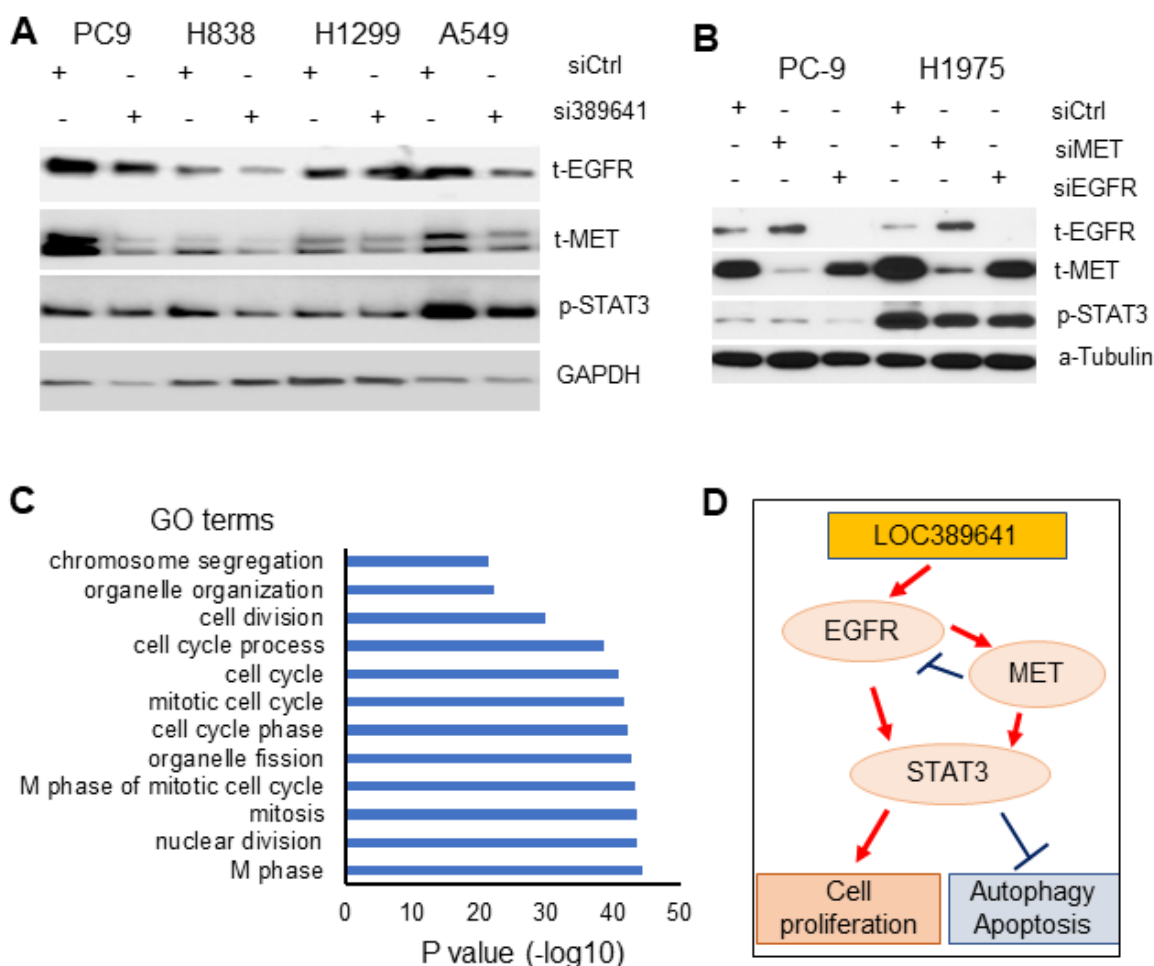 A
PC9 H838 H1299 A549
+ - + - + - + - siCtrl
- + - + - + - + si389641
t-EGFR
t-MET
p-STAT3
GAPDH
B
PC-9 H1975
+ - - + - - siCtrl
- + - - + - siMET
- - + - - + siEGFR
t-EGFR
t-MET
p-STAT3
a-Tubulin
C
GO terms
chromosome segregation
organelle organization
cell division
cell cycle process
cell cycle
mitotic cell cycle
cell cycle phase
organelle fission
M phase of mitotic cell cycle
mitosis
nuclear division
M phase
0 10 20 30 40 50
P value (-log10)
D
LOC389641
EGFR
MET
STAT3
Cell
proliferation
Autophagy
Apoptosis